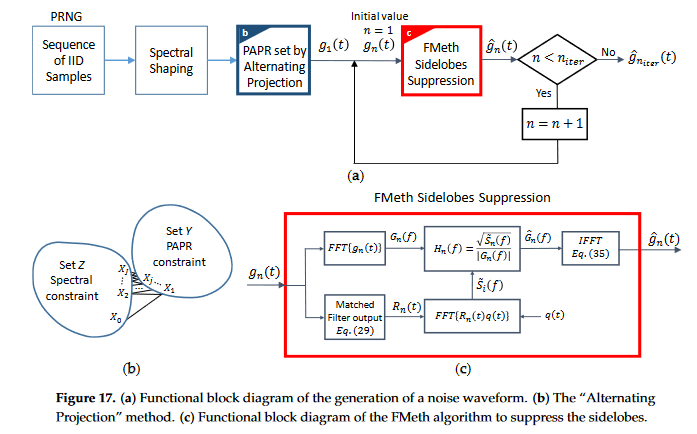 PRNG
Sequence
of IID
Samples
Spectral
Shaping
b
PAPR set by
Alternating
Projection
g₁(t)
Initial value
n = 1
gₙ(t)
c
FMeth
Sidelobes
Suppression
ĝₙ(t)
n < nᵢₜₑᵣ
No
ĝₙᵢₜₑᵣ(t)
Yes
n = n + 1
(a)
FMeth Sidelobes Suppression
Set Y
PAPR
constraint
Set Z
Spectral
constraint
Xᵢ
Xⱼ...
X₁
X₂
X₀
(b)
gₙ(t)
FFT{gₙ(t)}
Gₙ(f)
Hₙ(f) = √S̃ₙ(f) / |Gₙ(f)|
Ĝₙ(f)
IFFT
Eq. (35)
ĝₙ(t)
S̃ᵢ(f)
Matched
Filter output
Eq. (29)
Rₙ(t)
FFT{Rₙ(t)q(t)}
q(t)
(c)
Figure 17. (a) Functional block diagram of the generation of a noise waveform. (b) The “Alternating
Projection” method. (c) Functional block diagram of the FMeth algorithm to suppress the sidelobes.